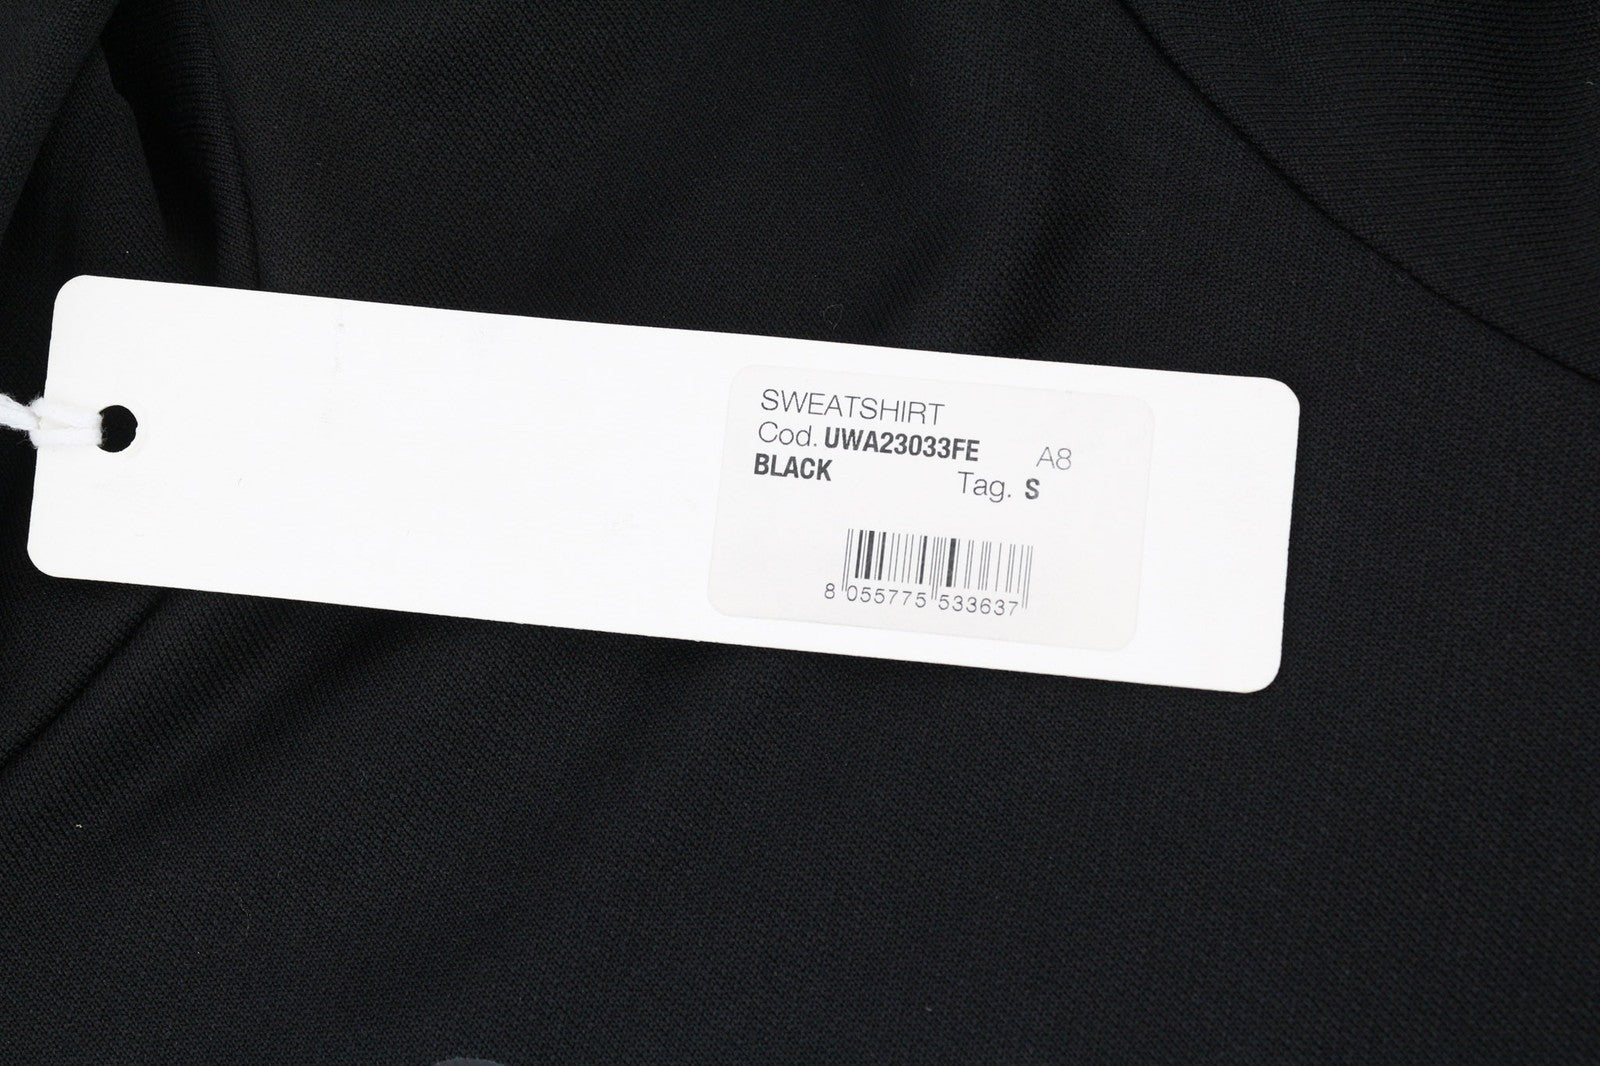 SWEATSHIRT
Cod. UWA23033FE A8
BLACK Tag. S
8 055775 533637